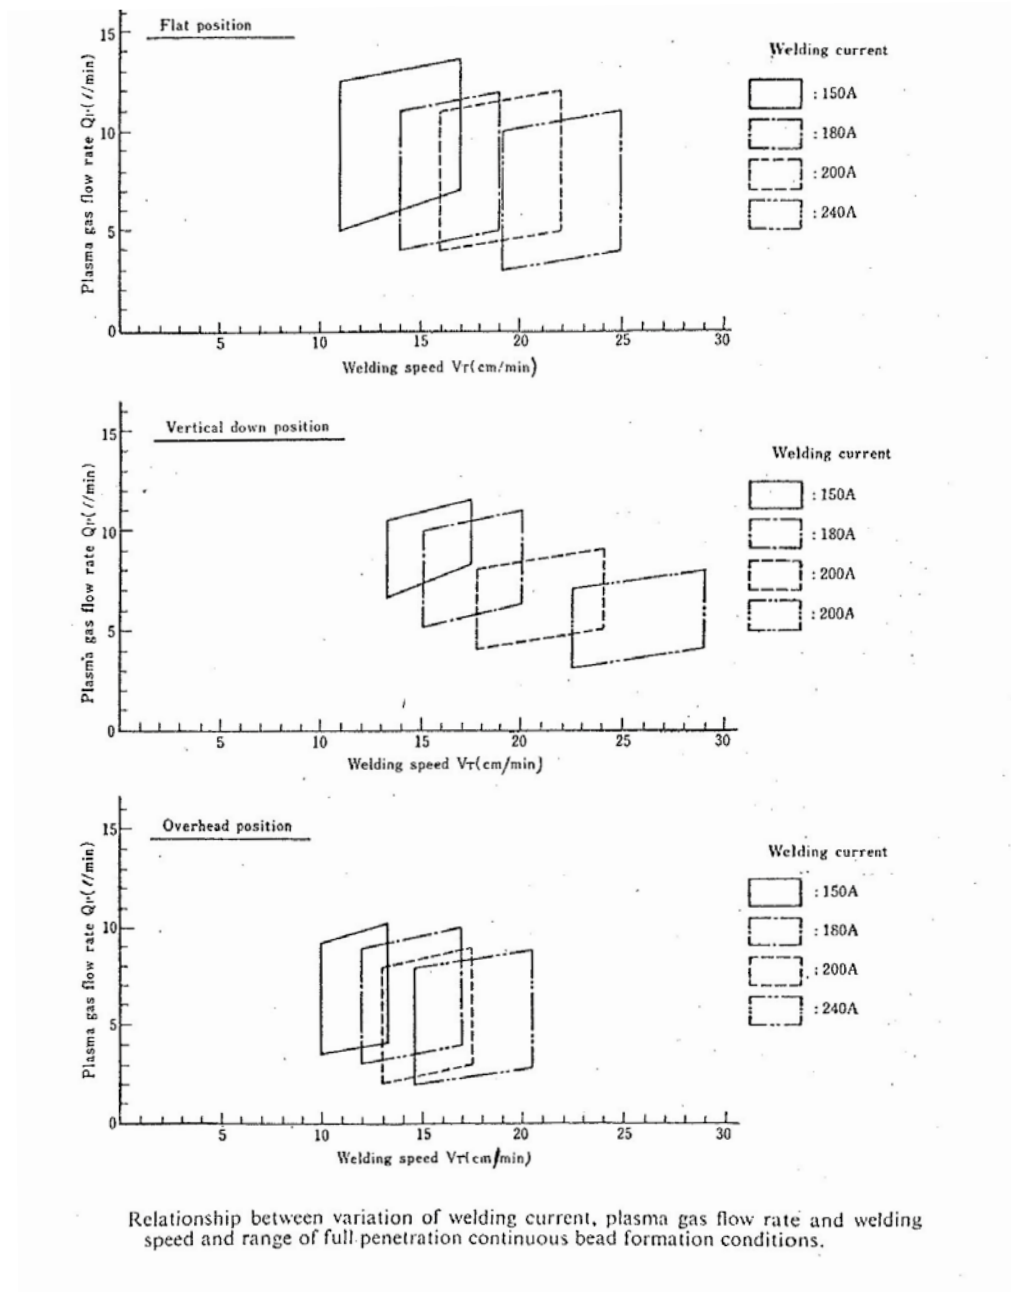 Flat position
15
10
5
0
5
10
15
20
25
30
Plasma gas flow rate Qp(ℓ/min)
Welding speed VT(cm/min)
Welding current
: 150A
: 180A
: 200A
: 240A
Vertical down position
15
10
5
0
5
10
15
20
25
30
Plasma gas flow rate Qp(ℓ/min)
Welding speed VT(cm/min)
Welding current
: 150A
: 180A
: 200A
: 200A
Overhead position
15
10
5
0
5
10
15
20
25
30
Plasma gas flow rate Qp(ℓ/min)
Welding speed VT(cm/min)
Welding current
: 150A
: 180A
: 200A
: 240A
Relationship between variation of welding current, plasma gas flow rate and welding
speed and range of full penetration continuous bead formation conditions.